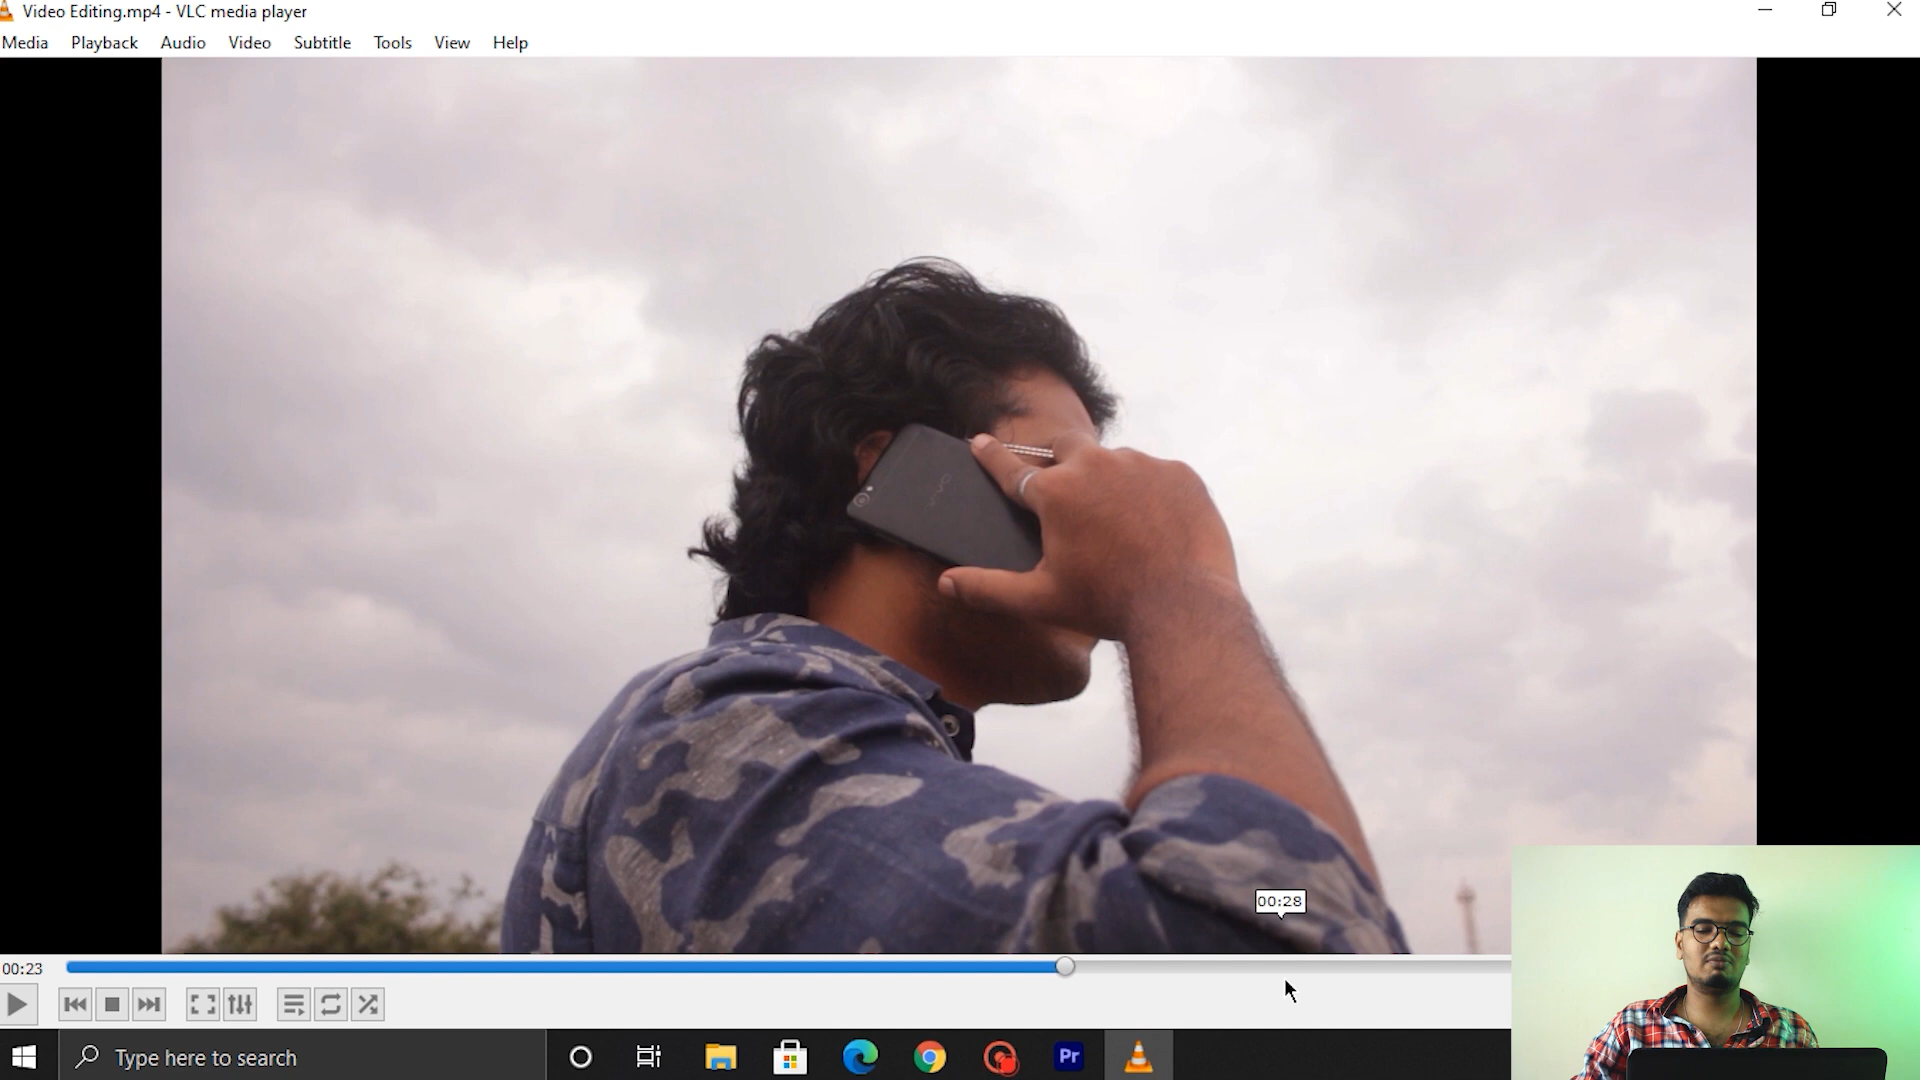 Video Editing.mp4 - VLC media player
Media Playback Audio Video Subtitle Tools View Help
vivo
00:28
00:23
Type here to search
Pr